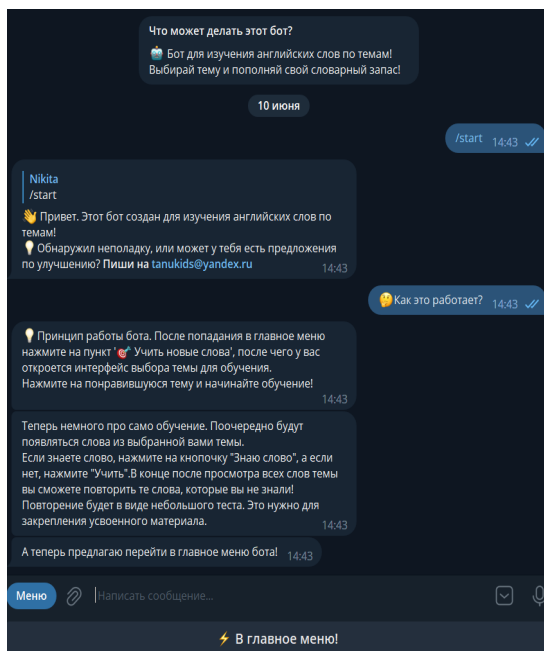 Что может делать этот бот?
🤖 Бот для изучения английских слов по темам!
Выбирай тему и пополняй свой словарный запас!
10 июня
/start 14:43
Nikita
/start
👋 Привет. Этот бот создан для изучения английских слов по
темам!
💡Обнаружил неполадку, или может у тебя есть предложения
по улучшению? Пиши на tanukids@yandex.ru 14:43
🤔Как это работает? 14:43
💡Принцип работы бота. После попадания в главное меню
нажмите на пункт '🎯 Учить новые слова', после чего у вас
откроется интерфейс выбора темы для обучения.
Нажмите на понравившуюся тему и начинайте обучение!
14:43
Теперь немного про само обучение. Поочередно будут
появляться слова из выбранной вами темы.
Если знаете слово, нажмите на кнопочку "Знаю слово", а если
нет, нажмите "Учить".В конце после просмотра всех слов темы
вы сможете повторить те слова, которые вы не знали!
Повторение будет в виде небольшого теста. Это нужно для
закрепления усвоенного материала. 14:43
А теперь предлагаю перейти в главное меню бота! 14:43
Меню Написать сообщение...
⚡ В главное меню!